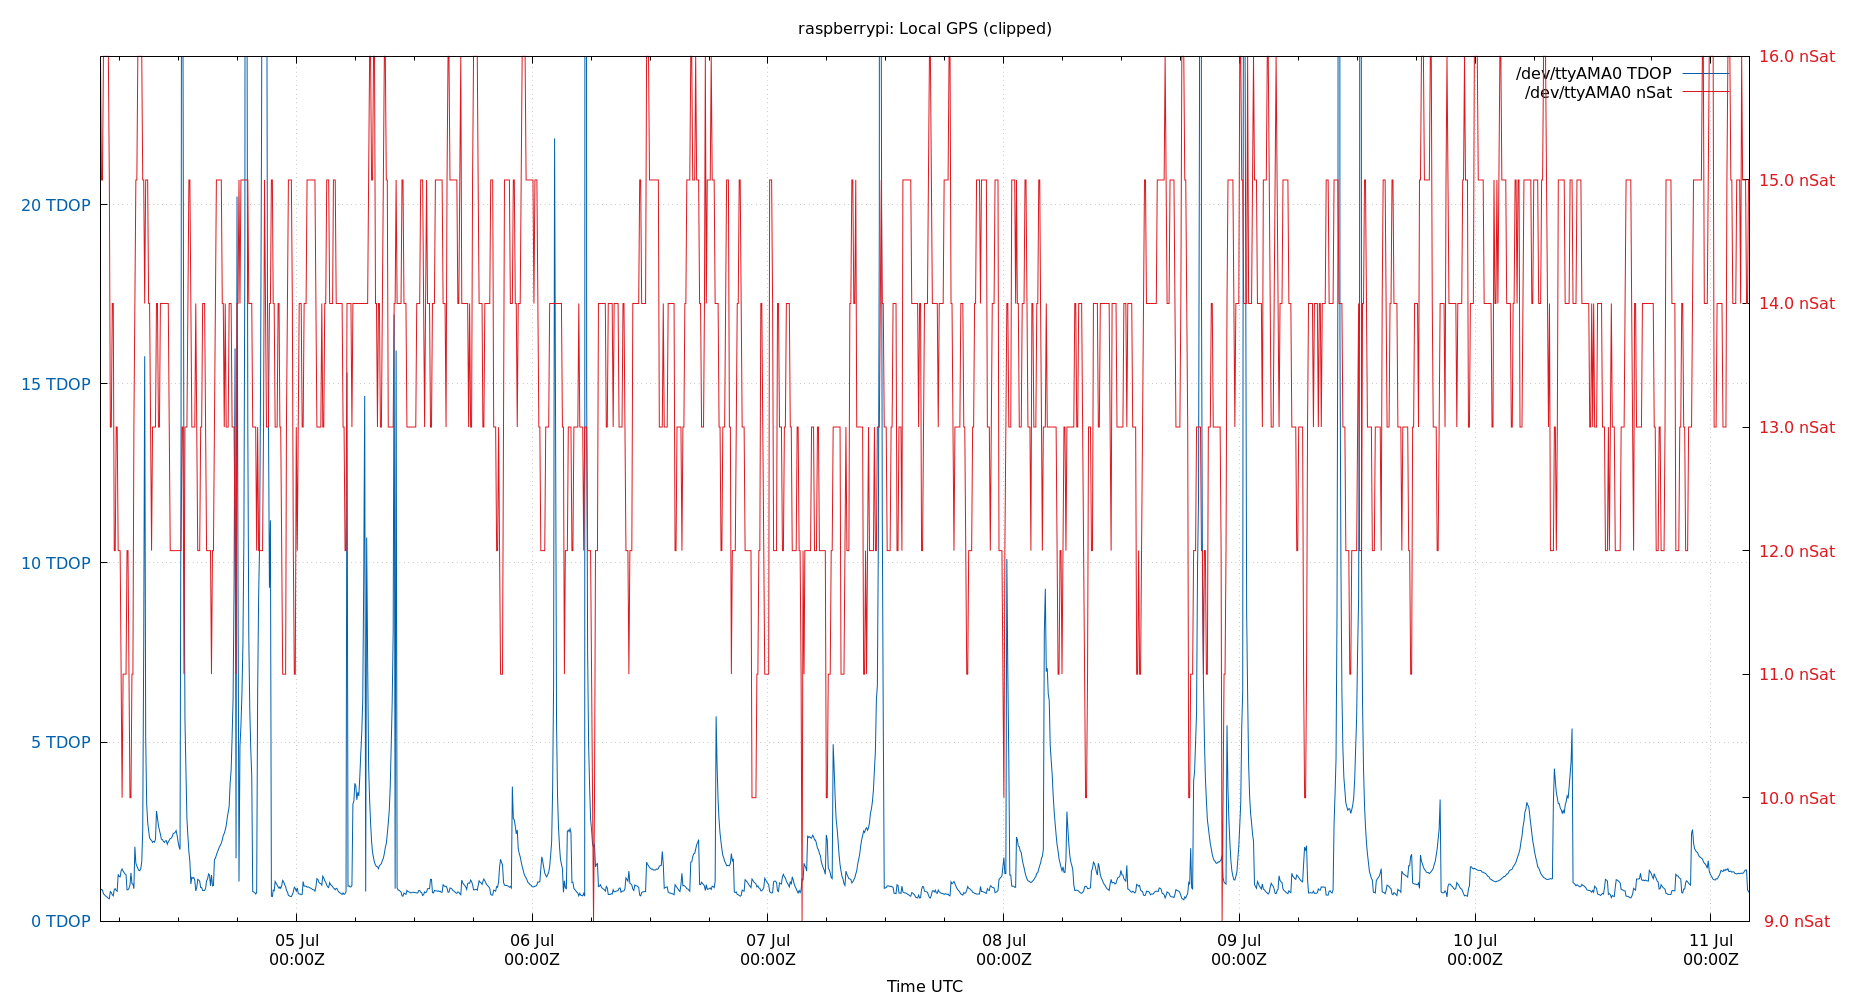 raspberrypi: Local GPS (clipped)
/dev/ttyAMA0 TDOP
/dev/ttyAMA0 nSat
20 TDOP
15 TDOP
10 TDOP
5 TDOP
0 TDOP
16.0 nSat
15.0 nSat
14.0 nSat
13.0 nSat
12.0 nSat
11.0 nSat
10.0 nSat
9.0 nSat
05 Jul 06 Jul 07 Jul 08 Jul 09 Jul 10 Jul 11 Jul
00:00Z 00:00Z 00:00Z 00:00Z 00:00Z 00:00Z 00:00Z
Time UTC